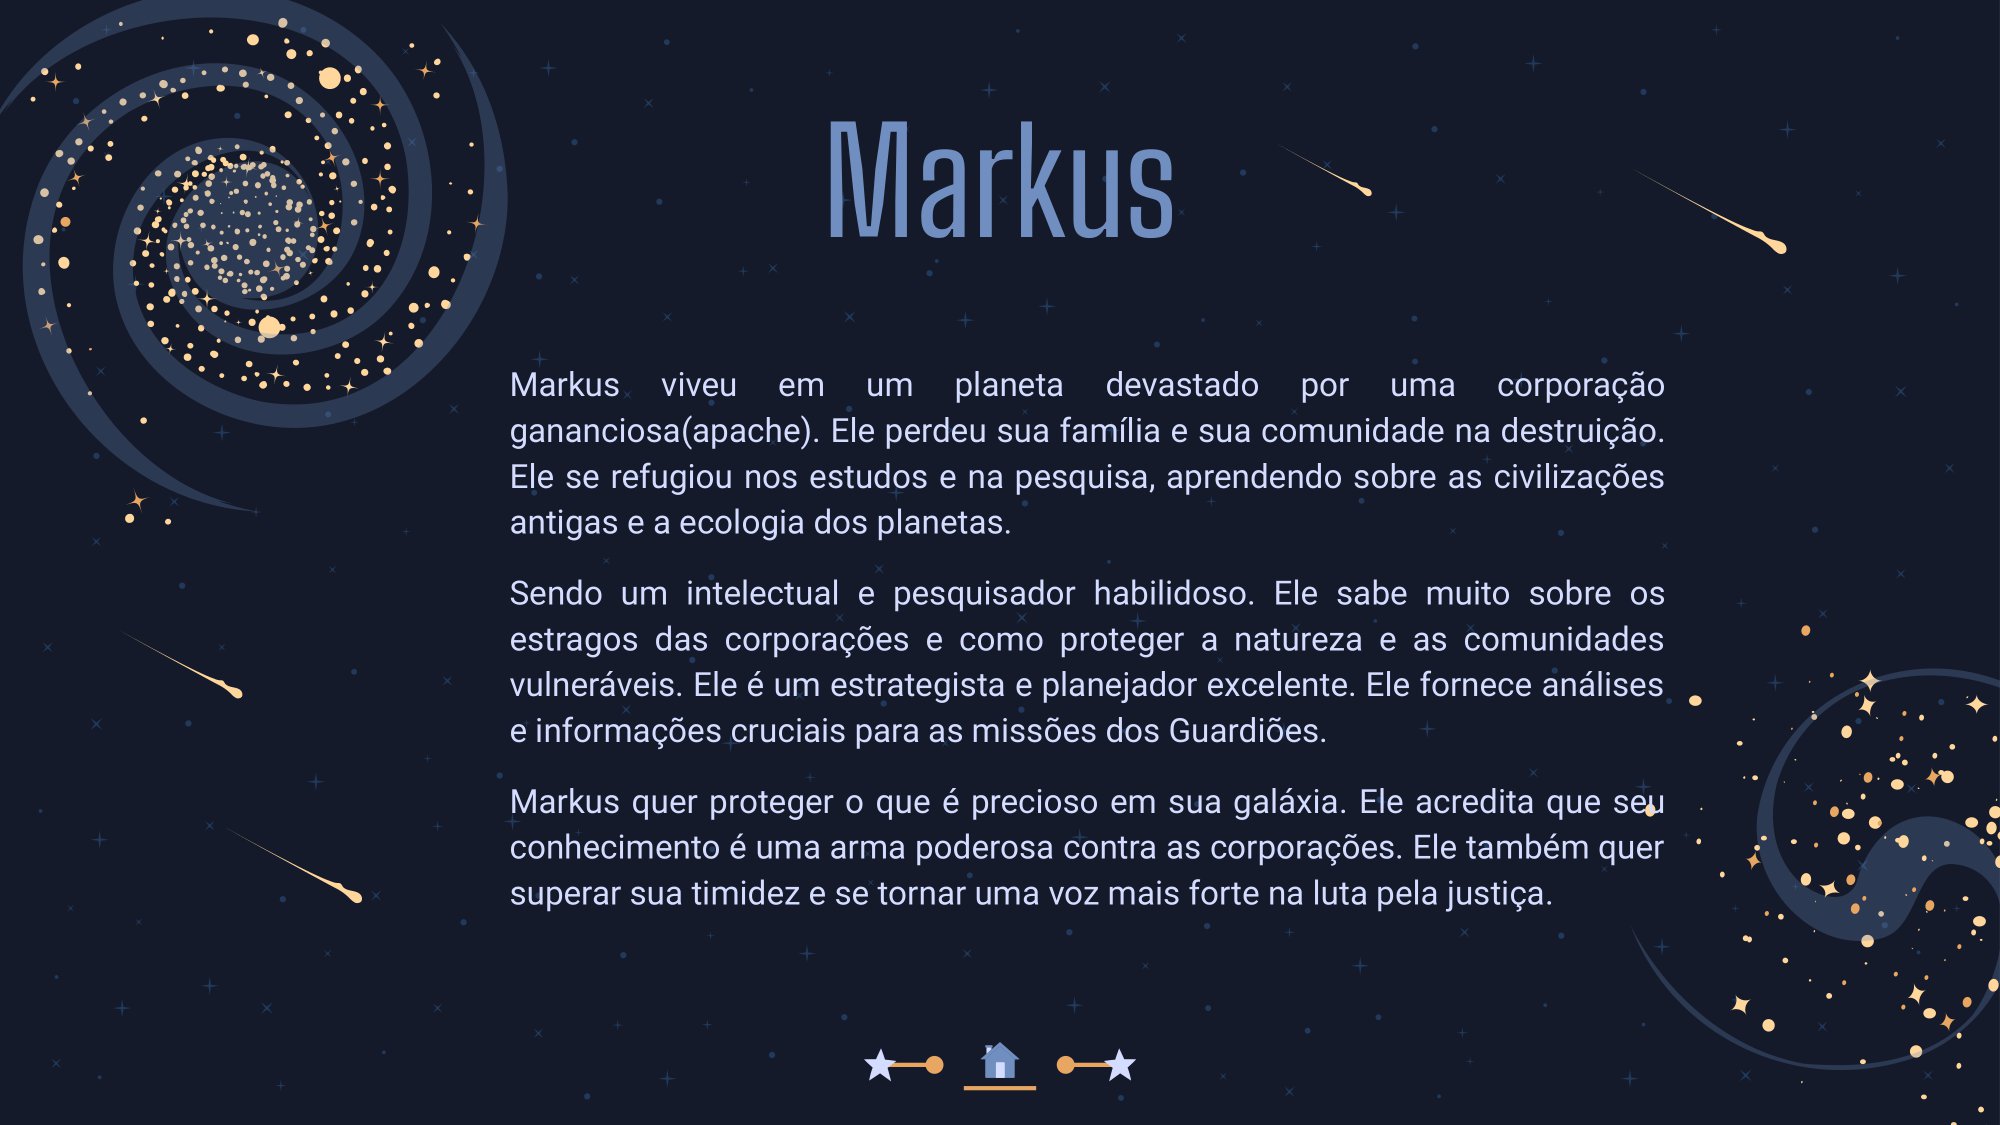 Markus
Markus viveu em um planeta devastado por uma corporação
gananciosa(apache). Ele perdeu sua família e sua comunidade na destruição.
Ele se refugiou nos estudos e na pesquisa, aprendendo sobre as civilizações
antigas e a ecologia dos planetas.
Sendo um intelectual e pesquisador habilidoso. Ele sabe muito sobre os
estragos das corporações e como proteger a natureza e as comunidades
vulneráveis. Ele é um estrategista e planejador excelente. Ele fornece análises
e informações cruciais para as missões dos Guardiões.
Markus quer proteger o que é precioso em sua galáxia. Ele acredita que seu
conhecimento é uma arma poderosa contra as corporações. Ele também quer
superar sua timidez e se tornar uma voz mais forte na luta pela justiça.